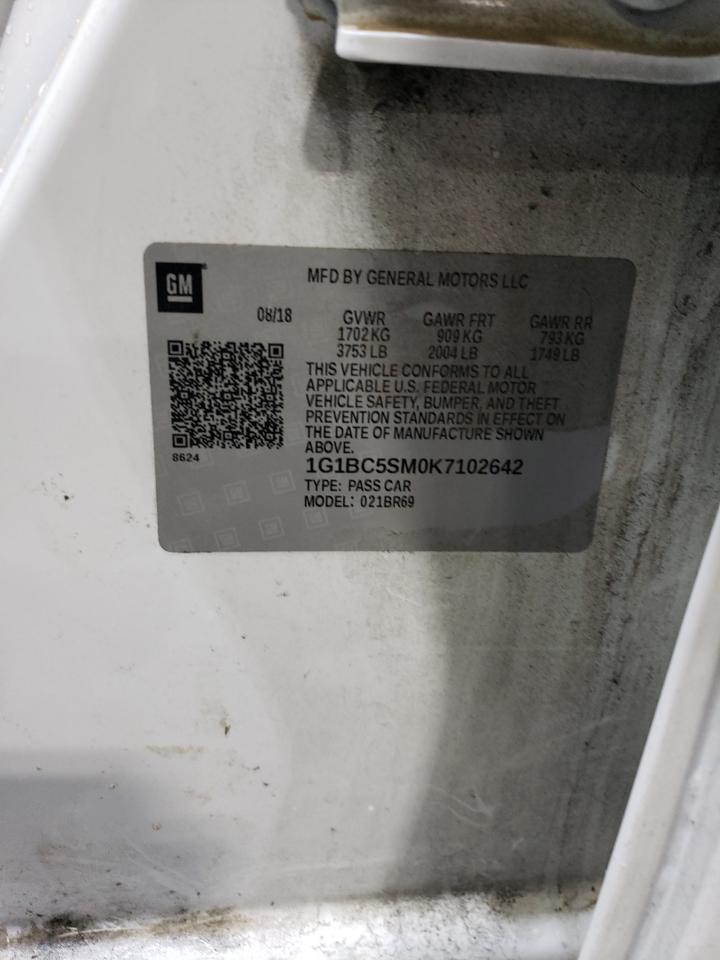 GM
MFD BY GENERAL MOTORS LLC
08/18
GVWR GAWR FRT GAWR RR
1702 KG 909 KG 793 KG
3753 LB 2004 LB 1749 LB
THIS VEHICLE CONFORMS TO ALL
APPLICABLE U.S. FEDERAL MOTOR
VEHICLE SAFETY, BUMPER, AND THEFT
PREVENTION STANDARDS IN EFFECT ON
THE DATE OF MANUFACTURE SHOWN
ABOVE.
8624
1G1BC5SM0K7102642
TYPE: PASS CAR
MODEL: 021BR69